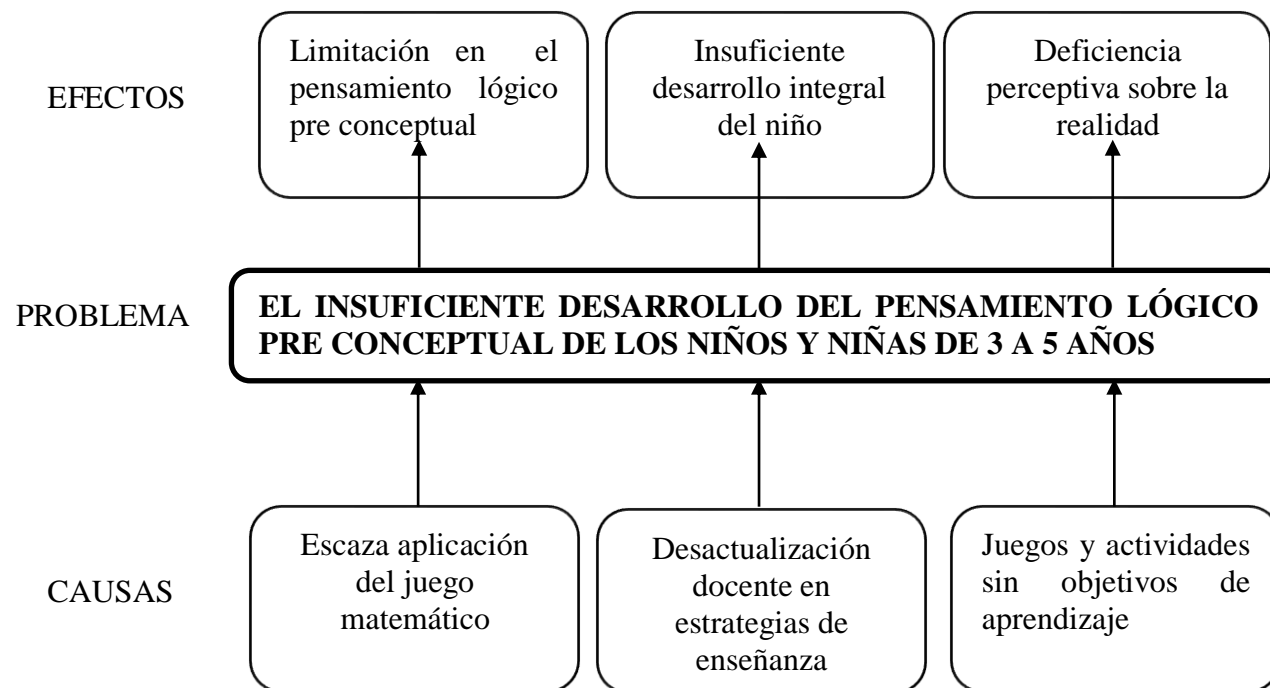 EFECTOS
Limitación en el
pensamiento lógico
pre conceptual
Insuficiente
desarrollo integral
del niño
Deficiencia
perceptiva sobre la
realidad
PROBLEMA
EL INSUFICIENTE DESARROLLO DEL PENSAMIENTO LÓGICO
PRE CONCEPTUAL DE LOS NIÑOS Y NIÑAS DE 3 A 5 AÑOS
CAUSAS
Escaza aplicación
del juego
matemático
Desactualización
docente en
estrategias de
enseñanza
Juegos y actividades
sin objetivos de
aprendizaje